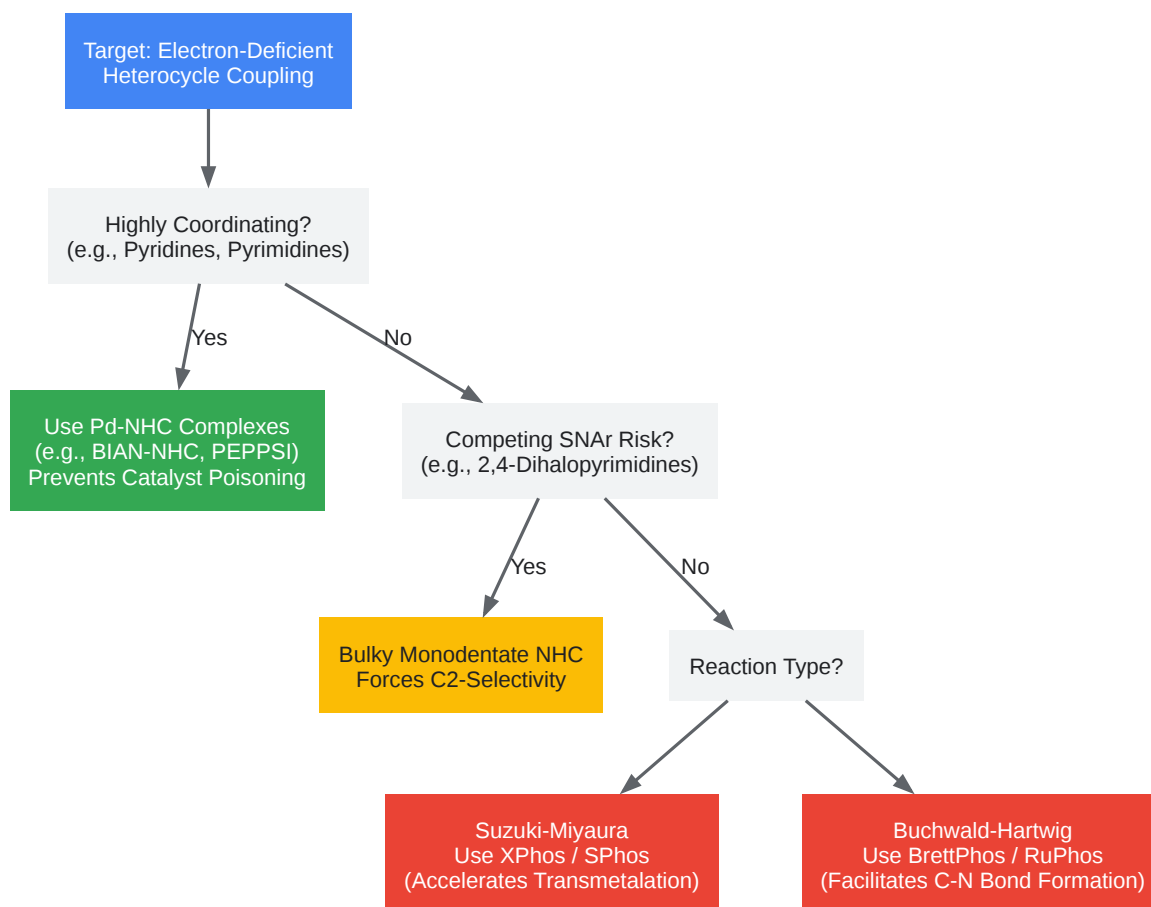 Target: Electron-Deficient
Heterocycle Coupling
Highly Coordinating?
(e.g., Pyridines, Pyrimidines)
Yes
No
Use Pd-NHC Complexes
(e.g., BIAN-NHC, PEPPSI)
Prevents Catalyst Poisoning
Competing SNAr Risk?
(e.g., 2,4-Dihalopyrimidines)
Yes
No
Bulky Monodentate NHC
Forces C2-Selectivity
Reaction Type?
Suzuki-Miyaura
Use XPhos / SPhos
(Accelerates Transmetalation)
Buchwald-Hartwig
Use BrettPhos / RuPhos
(Facilitates C-N Bond Formation)